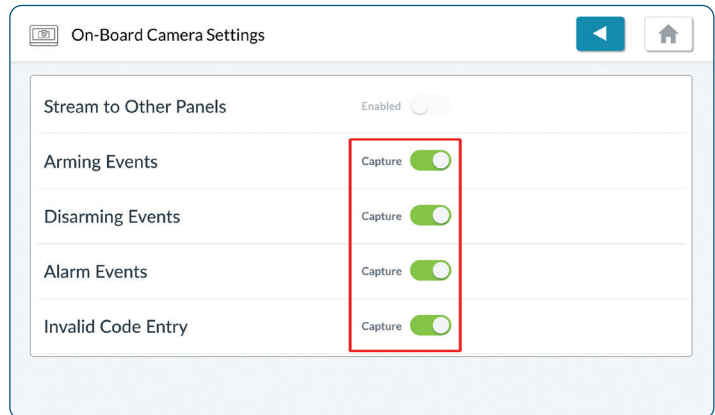 On-Board Camera Settings
Stream to Other Panels Enabled
Arming Events Capture
Disarming Events Capture
Alarm Events Capture
Invalid Code Entry Capture